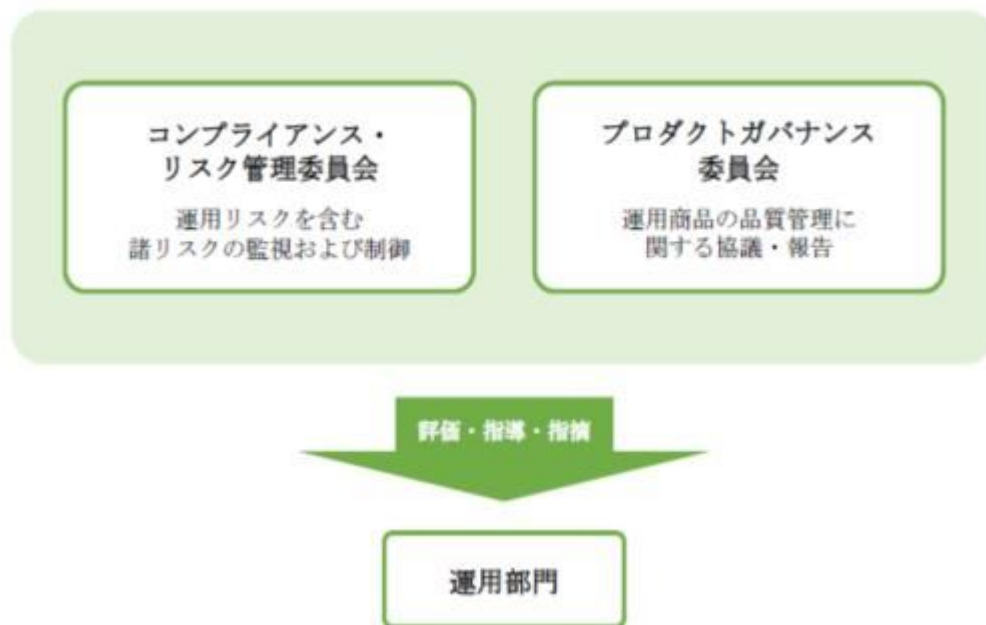 コンプライアンス・
リスク管理委員会
運用リスクを含む
諸リスクの監視および制御
プロダクトガバナンス
委員会
運用商品の品質管理に
関する協議・報告
評価・指導・指摘
運用部門